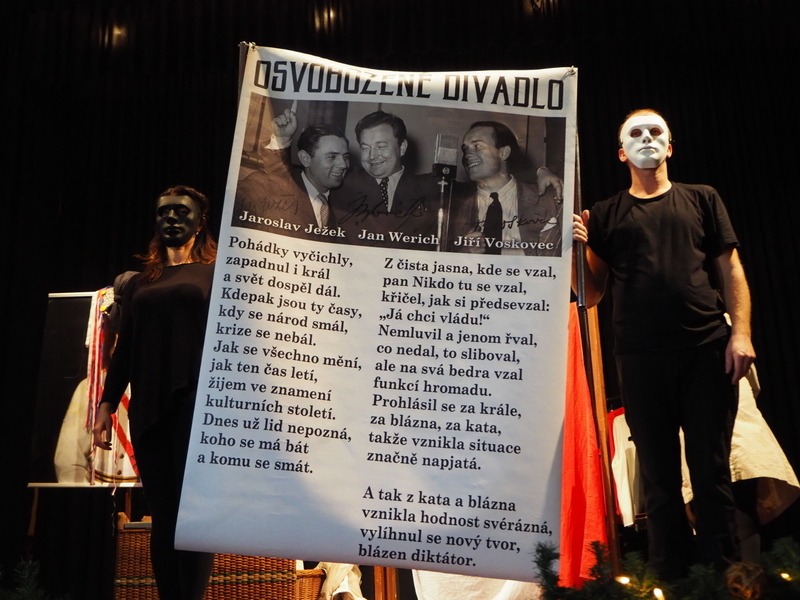 OSVOBOZENÉ DIVADLO
Jaroslav Ježek
Jan Werich
Jiří Voskovec
Pohádky vyčichly,
zapadnul i král
a svět dospěl dál.
Kdepak jsou ty časy,
kdy se národ smál,
krize se nebál.
Jak se všechno mění,
jak ten čas letí,
žijem ve znamení
kulturních století.
Dnes už lid nepozná,
koho se má bát
a komu se smát.
Z čista jasna, kde se vzal,
pan Nikdo tu se vzal,
křičel, jak si předsevzal:
„Já chci vládu!“
Nemluvil a jenom řval,
co nedal, to sliboval,
ale na svá bedra vzal
funkcí hromadu.
Prohlásil se za krále,
za blázna, za kata,
takže vznikla situace
značně napjatá.
A tak z kata a blázna
vznikla hodnost svérázná,
vylíhnul se nový tvor,
blázen diktátor.